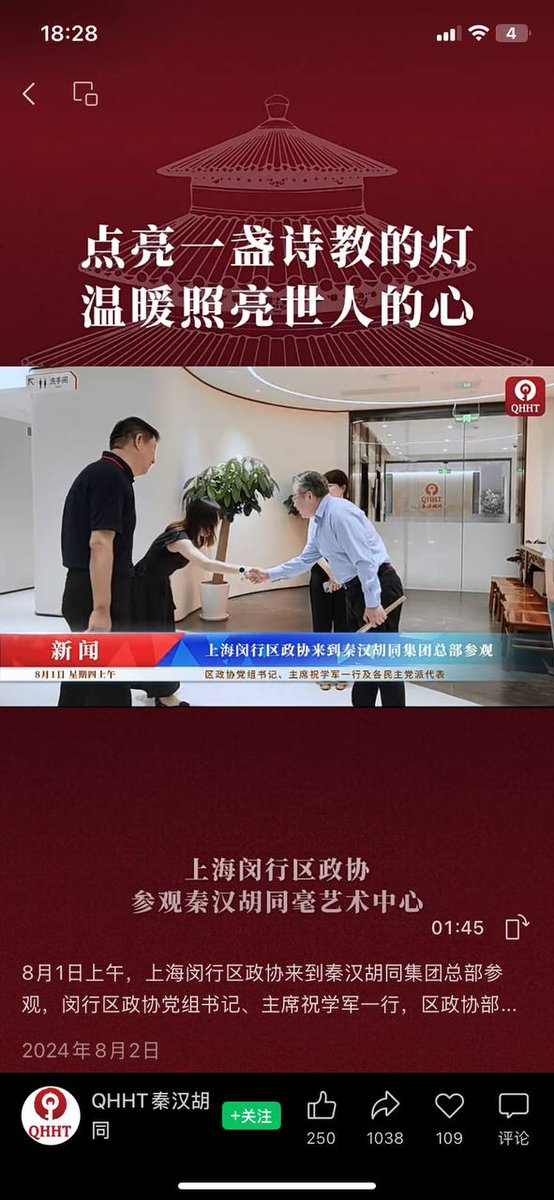 18:28
4
点亮一盏诗教的灯
温暖照亮世人的心
洗手间
QHHT
QHHT
秦汉胡同
新闻
上海闵行区政协来到秦汉胡同集团总部参观
8月1日 星期四上午
区政协党组书记、主席祝学军一行及各民主党派代表
上海闵行区政协
参观秦汉胡同毫艺术中心
01:45
8月1日上午，上海闵行区政协来到秦汉胡同集团总部参
观，闵行区政协党组书记、主席祝学军一行，区政协部...
2024年8月2日
QHHT
QHHT秦汉胡
同
+关注
250
1038
109
评论